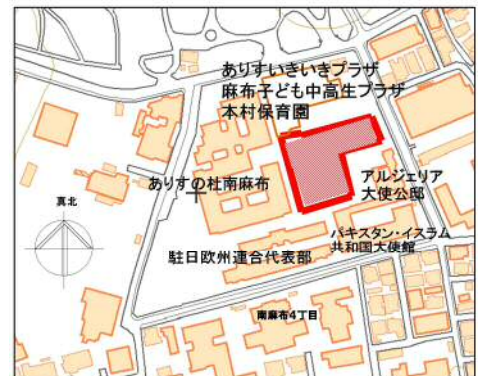 ありすいきいきプラザ
麻布子ども中高生プラザ
本村保育園
ありすの杜南麻布
アルジェリア
大使公邸
真北
パキスタン・イスラム
共和国大使館
駐日欧州連合代表部
南麻布4丁目